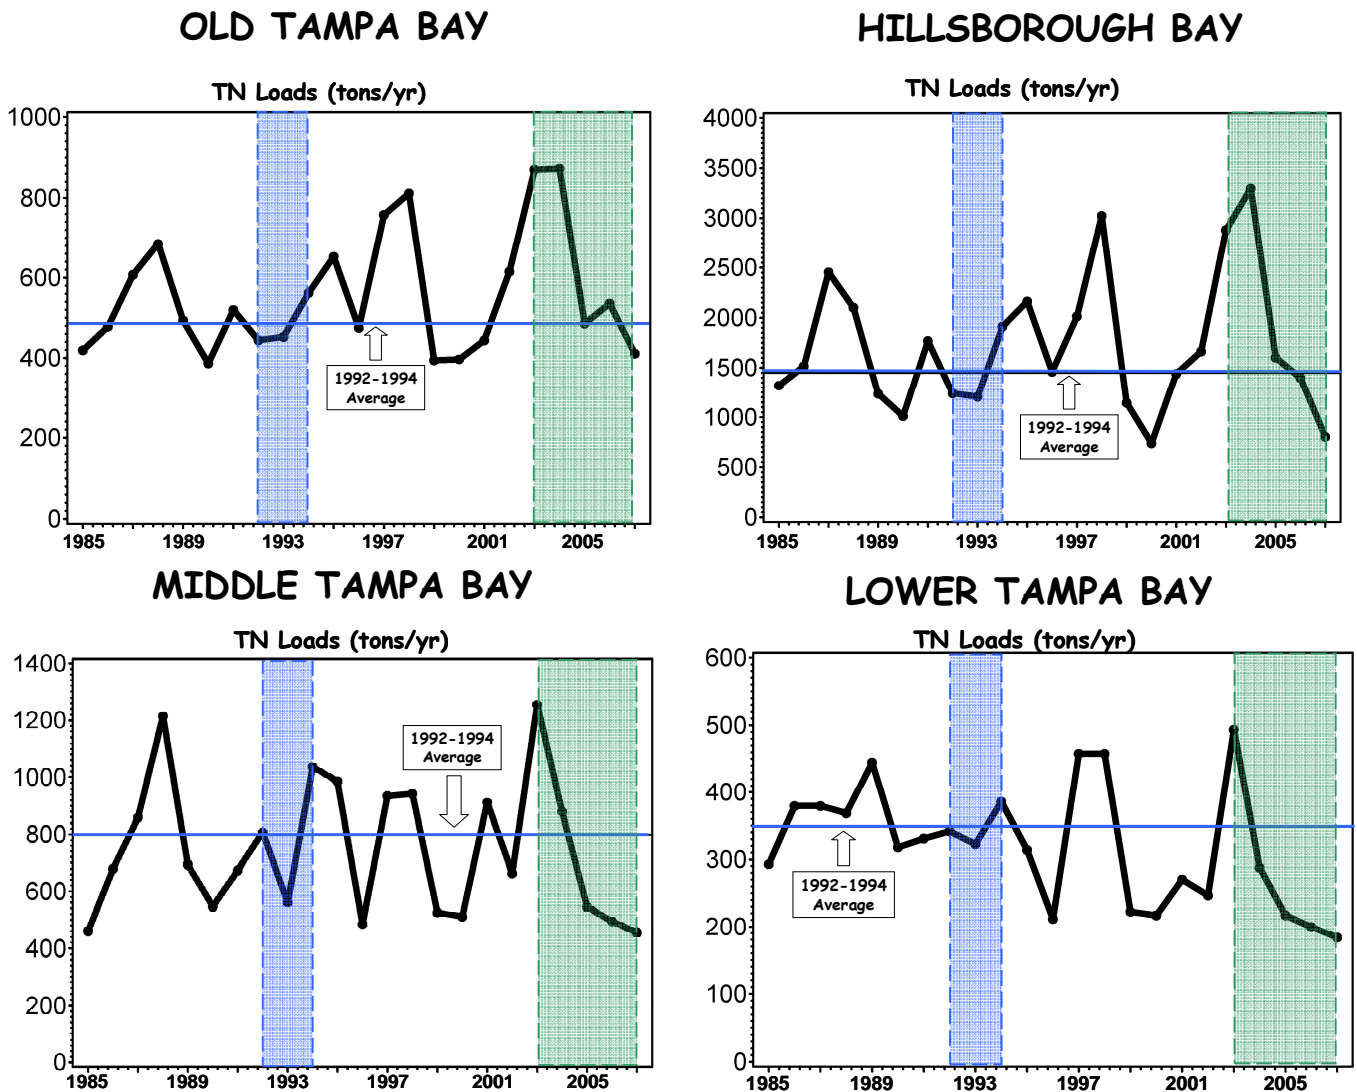 OLD TAMPA BAY
TN Loads (tons/yr)
1000
800
600
400
200
0
1992-1994
Average
1985 1989 1993 1997 2001 2005
HILLSBOROUGH BAY
TN Loads (tons/yr)
4000
3500
3000
2500
2000
1500
1000
500
0
1992-1994
Average
1985 1989 1993 1997 2001 2005
MIDDLE TAMPA BAY
TN Loads (tons/yr)
1400
1200
1000
800
600
400
200
0
1992-1994
Average
1985 1989 1993 1997 2001 2005
LOWER TAMPA BAY
TN Loads (tons/yr)
600
500
400
300
200
100
0
1992-1994
Average
1985 1989 1993 1997 2001 2005